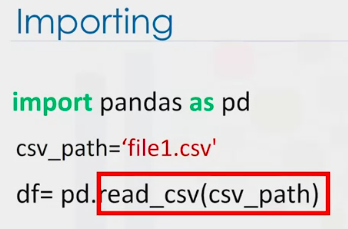 Importing
import pandas as pd
csv_path=‘file1.csv'
df= pd.read_csv(csv_path)